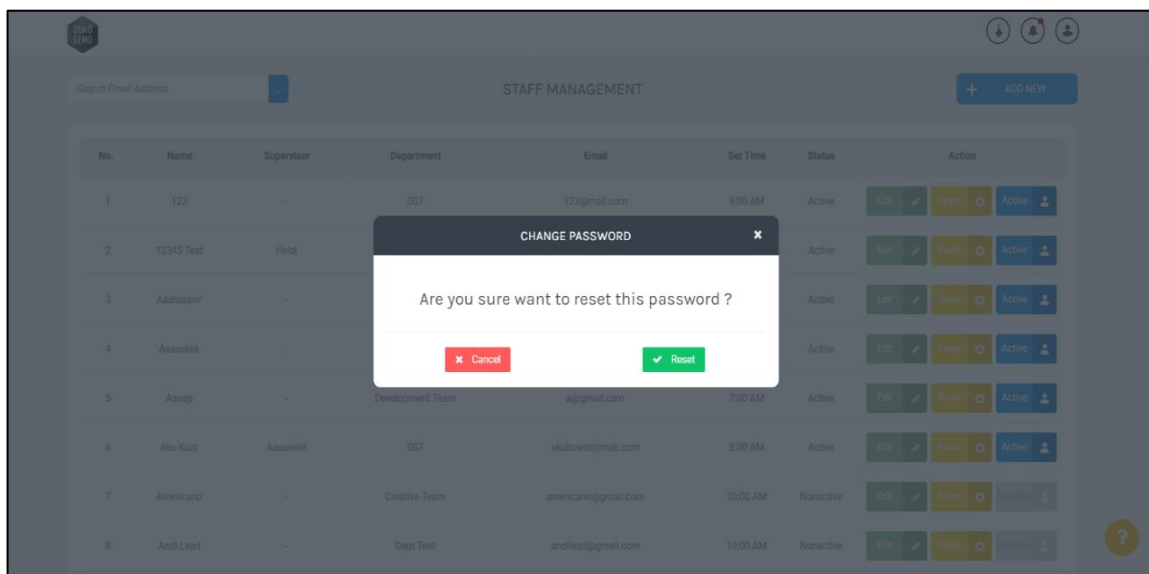 DOKU DEMO
Search Email Address
STAFF MANAGEMENT
+ ADD NEW
No. Name Supervisor Department Email Set Time Status Action
1 123 - 007 123@mail.com 9:00 AM Active Edit Reset Active
CHANGE PASSWORD ×
2 12345 Test Heidi Active Edit Reset Active
Are you sure want to reset this password ?
3 - Active Edit Reset Active
4 Aaasekkk - Active Edit Reset Active
Cancel Reset
5 Aasep - Development Team a@gmail.com 7:00 AM Active Edit Reset Active
6 Aku Kuat Aaasekkk 007 akukuwat@mail.com 8:00 AM Active Edit Reset Active
7 Americano - Creative Team americano@gmail.com 10:00 AM Nonactive Edit Reset
8 Andi Lead - Dept Test andilead@gmail.com 10:00 AM Nonactive Edit Reset
?